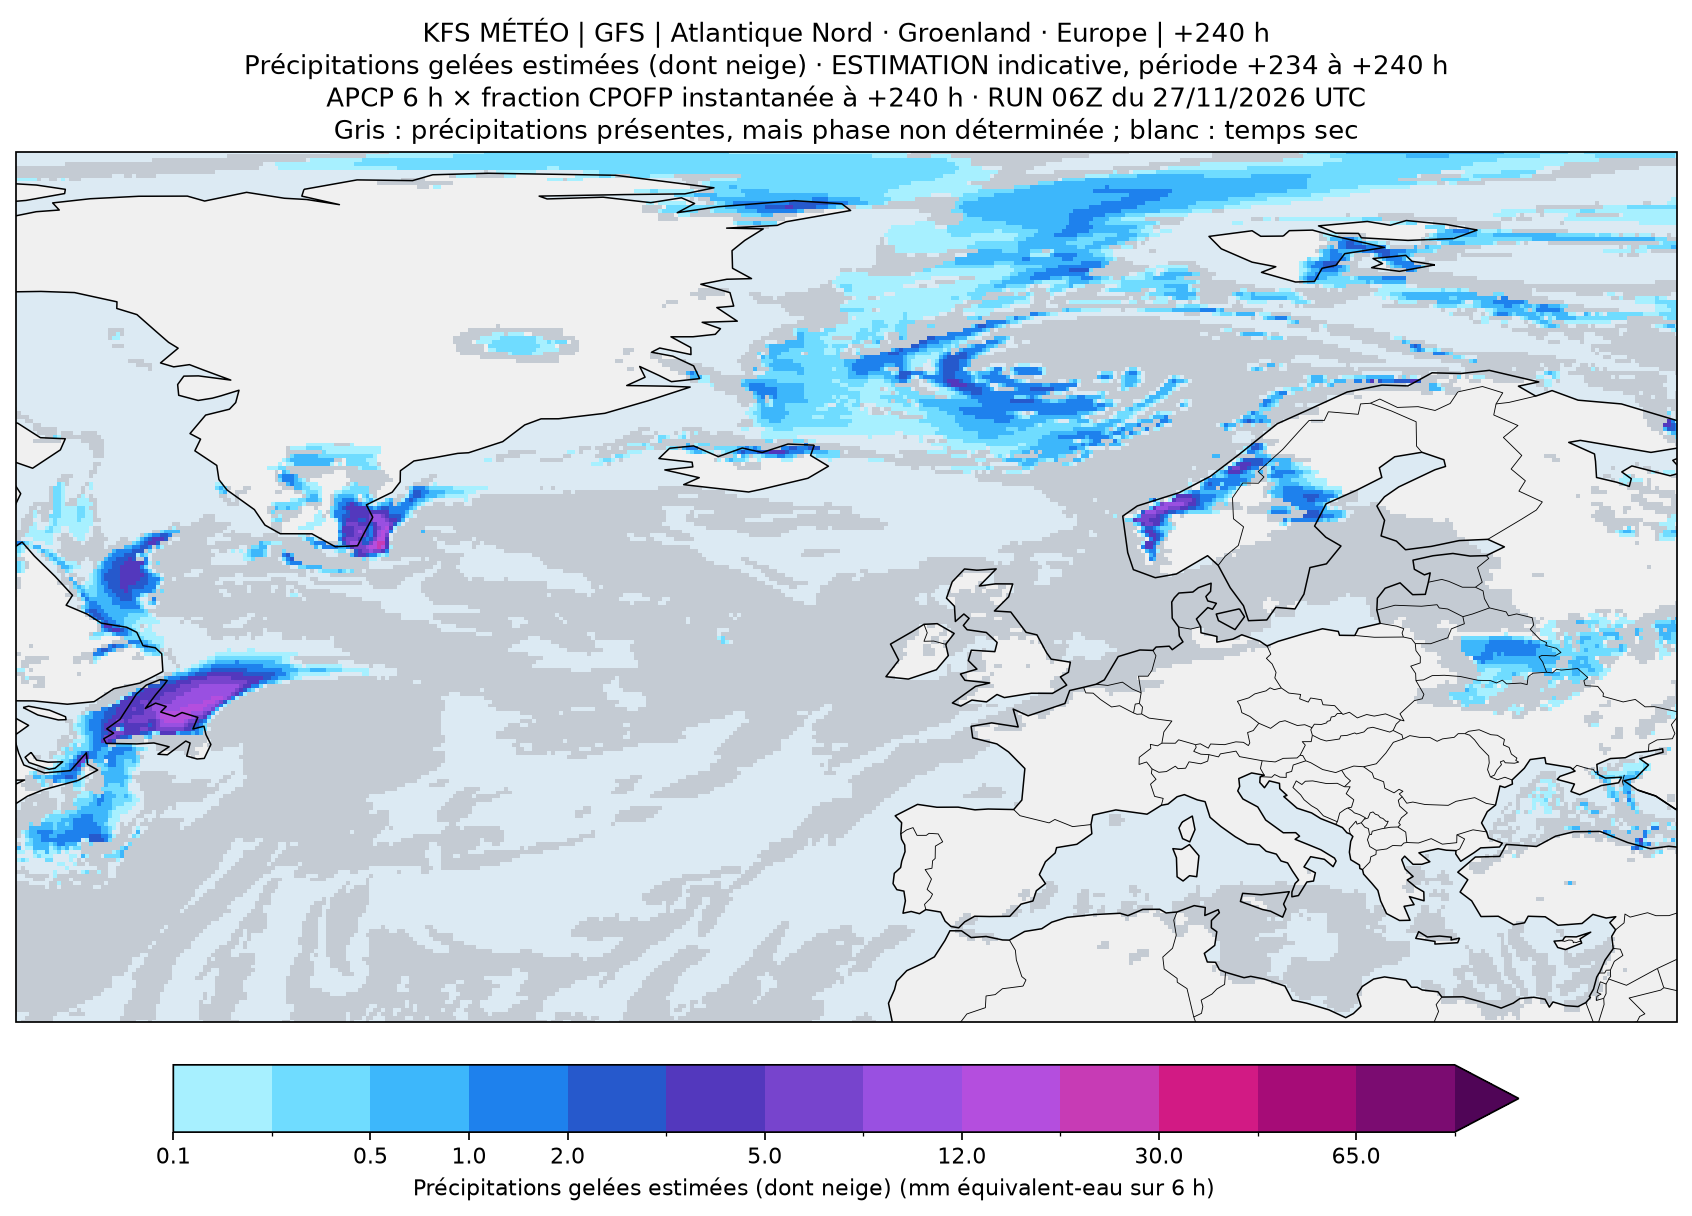 KFS MÉTÉO | GFS | Atlantique Nord · Groenland · Europe | +240 h
Précipitations gelées estimées (dont neige) · ESTIMATION indicative, période +234 à +240 h
APCP 6 h × fraction CPOFP instantanée à +240 h · RUN 06Z du 27/11/2026 UTC
Gris : précipitations présentes, mais phase non déterminée ; blanc : temps sec
0.1 0.5 1.0 2.0 5.0 12.0 30.0 65.0
Précipitations gelées estimées (dont neige) (mm équivalent-eau sur 6 h)